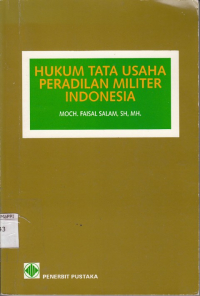 HUKUM TATA USAHA
PERADILAN MILITER
INDONESIA
MOCH. FAISAL SALAM, SH, MH.
PENERBIT PUSTAKA